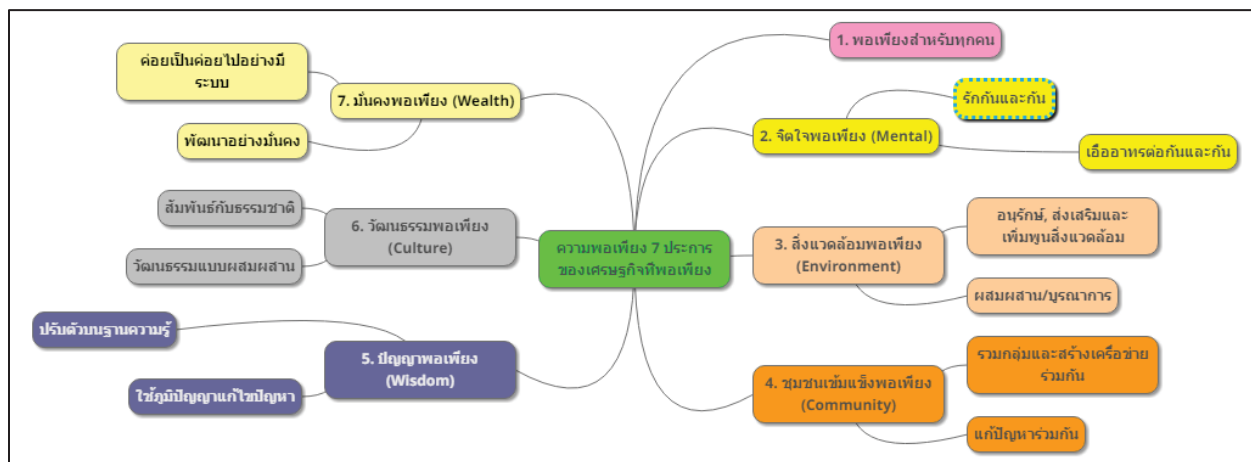 ความพอเพียง 7 ประการ
ของเศรษฐกิจที่พอเพียง
1. พอเพียงสำหรับทุกคน
2. จิตใจพอเพียง (Mental)
รักกันและกัน
เอื้ออาทรต่อกันและกัน
3. สิ่งแวดล้อมพอเพียง
(Environment)
อนุรักษ์, ส่งเสริมและ
เพิ่มพูนสิ่งแวดล้อม
ผสมผสาน/บูรณาการ
4. ชุมชนเข้มแข็งพอเพียง
(Community)
รวมกลุ่มและสร้างเครือข่าย
ร่วมกัน
แก้ปัญหาร่วมกัน
5. ปัญญาพอเพียง
(Wisdom)
ปรับตัวบนฐานความรู้
ใช้ภูมิปัญญาแก้ไขปัญหา
6. วัฒนธรรมพอเพียง
(Culture)
สัมพันธ์กับธรรมชาติ
วัฒนธรรมแบบผสมผสาน
7. มั่นคงพอเพียง (Wealth)
ค่อยเป็นค่อยไปอย่างมี
ระบบ
พัฒนาอย่างมั่นคง